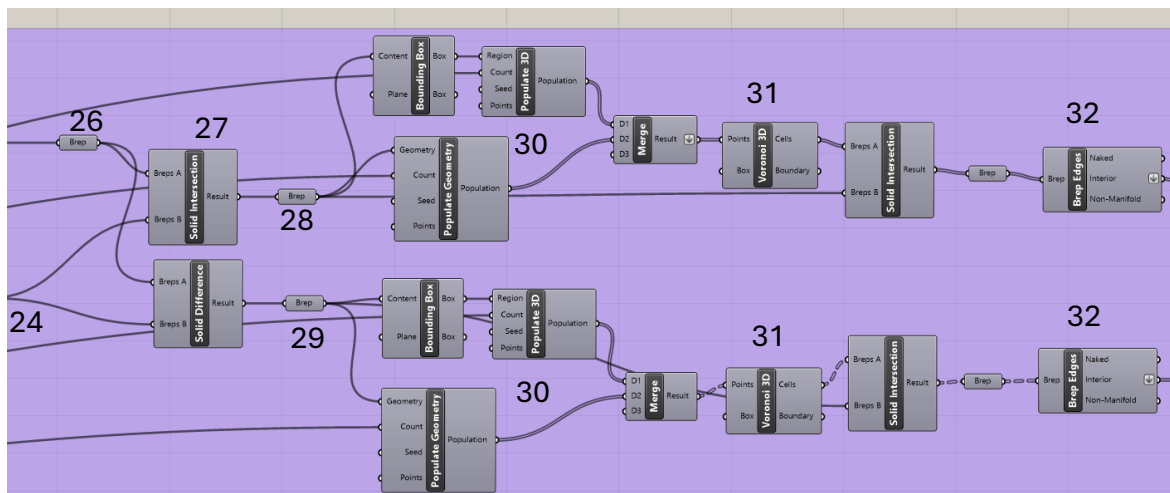 26
Brep
27
Breps A
Breps B
Solid Intersection
Result
28
Brep
Content
Plane
Bounding Box
Box
Box
Region
Count
Seed
Points
Populate 3D
Population
30
Geometry
Count
Seed
Points
Populate Geometry
Population
D1
D2
D3
Merge
Result
31
Points
Box
Voronoi 3D
Cells
Boundary
Breps A
Breps B
Solid Intersection
Result
Brep
32
Brep
Brep Edges
Naked
Interior
Non-Manifold
24
Breps A
Breps B
Solid Difference
Result
29
Brep
Content
Plane
Bounding Box
Box
Box
Region
Count
Seed
Points
Populate 3D
Population
30
Geometry
Count
Seed
Points
Populate Geometry
Population
D1
D2
D3
Merge
Result
31
Points
Box
Voronoi 3D
Cells
Boundary
Breps A
Breps B
Solid Intersection
Result
Brep
32
Brep
Brep Edges
Naked
Interior
Non-Manifold